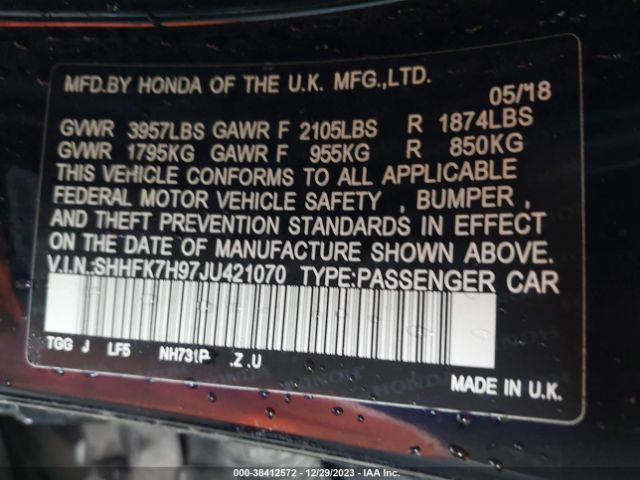 MFD.BY HONDA OF THE U.K. MFG.,LTD.
05/18
GVWR 3957LBS GAWR F 2105LBS R 1874LBS
GVWR 1795KG GAWR F 955KG R 850KG
THIS VEHICLE CONFORMS TO ALL APPLICABLE
FEDERAL MOTOR VEHICLE SAFETY , BUMPER ,
AND THEFT PREVENTION STANDARDS IN EFFECT
ON THE DATE OF MANUFACTURE SHOWN ABOVE.
V.I.N.:SHHFK7H97JU421070 TYPE:PASSENGER CAR
TGG J LF5 NH731P .Z.U
MADE IN U.K.
000-38412572 - 12/29/2023 - IAA Inc.